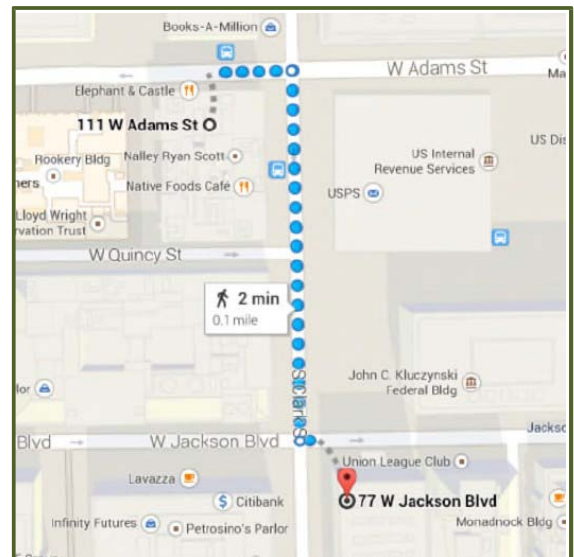 Books-A-Million
W Adams St
Ma
Elephant & Castle
111 W Adams St
US Dis
Rookery Bldg
Nalley Ryan Scott
US Internal
Revenue Services
ners
Native Foods Café
USPS
Lloyd Wright
rvation Trust
W Quincy St
2 min
0.1 mile
S Clark St
John C. Kluczynski
Federal Bldg
lor
Blvd
W Jackson Blvd
Jackso
Union League Club
Lavazza
Citibank
77 W Jackson Blvd
Infinity Futures
Petrosino's Parlor
Monadnock Bldg